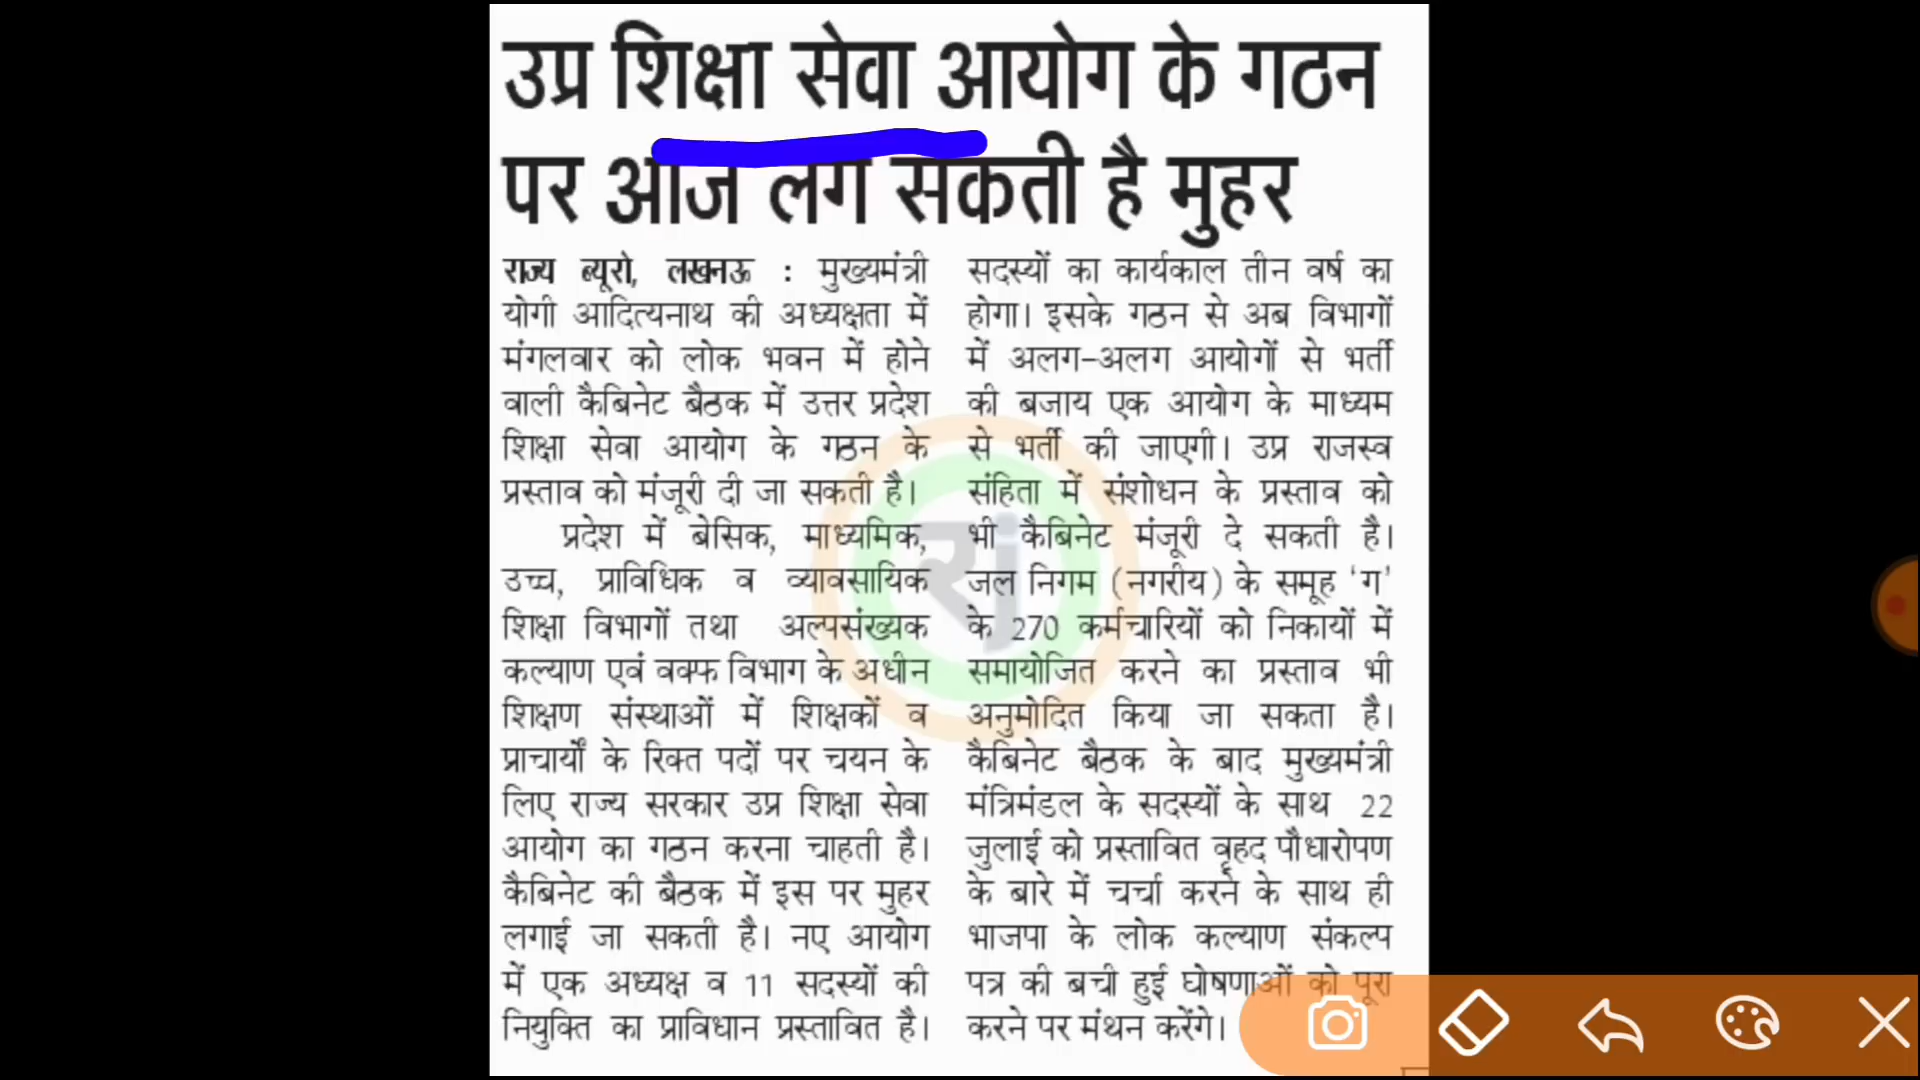 उप्र शिक्षा सेवा आयोग के गठन
पर आज लग सकती है मुहर
राज्य ब्यूरो, लखनऊ : मुख्यमंत्री
योगी आदित्यनाथ की अध्यक्षता में
मंगलवार को लोक भवन में होने
वाली कैबिनेट बैठक में उत्तर प्रदेश
शिक्षा सेवा आयोग के गठन के
प्रस्ताव को मंजूरी दी जा सकती है।
प्रदेश में बेसिक, माध्यमिक,
उच्च, प्राविधिक व व्यावसायिक
शिक्षा विभागों तथा अल्पसंख्यक
कल्याण एवं वक्फ विभाग के अधीन
शिक्षण संस्थाओं में शिक्षकों व
प्राचार्यों के रिक्त पदों पर चयन के
लिए राज्य सरकार उप्र शिक्षा सेवा
आयोग का गठन करना चाहती है।
कैबिनेट की बैठक में इस पर मुहर
लगाई जा सकती है। नए आयोग
में एक अध्यक्ष व 11 सदस्यों की
नियुक्ति का प्राविधान प्रस्तावित है।
सदस्यों का कार्यकाल तीन वर्ष का
होगा। इसके गठन से अब विभागों
में अलग-अलग आयोगों से भर्ती
की बजाय एक आयोग के माध्यम
से भर्ती की जाएगी। उप्र राजस्व
संहिता में संशोधन के प्रस्ताव को
भी कैबिनेट मंजूरी दे सकती है।
जल निगम (नगरीय) के समूह 'ग'
के 270 कर्मचारियों को निकायों में
समायोजित करने का प्रस्ताव भी
अनुमोदित किया जा सकता है।
कैबिनेट बैठक के बाद मुख्यमंत्री
मंत्रिमंडल के सदस्यों के साथ 22
जुलाई को प्रस्तावित वृहद पौधारोपण
के बारे में चर्चा करने के साथ ही
भाजपा के लोक कल्याण संकल्प
पत्र की बची हुई घोषणाओं को पूरा
करने पर मंथन करेंगे।
रj